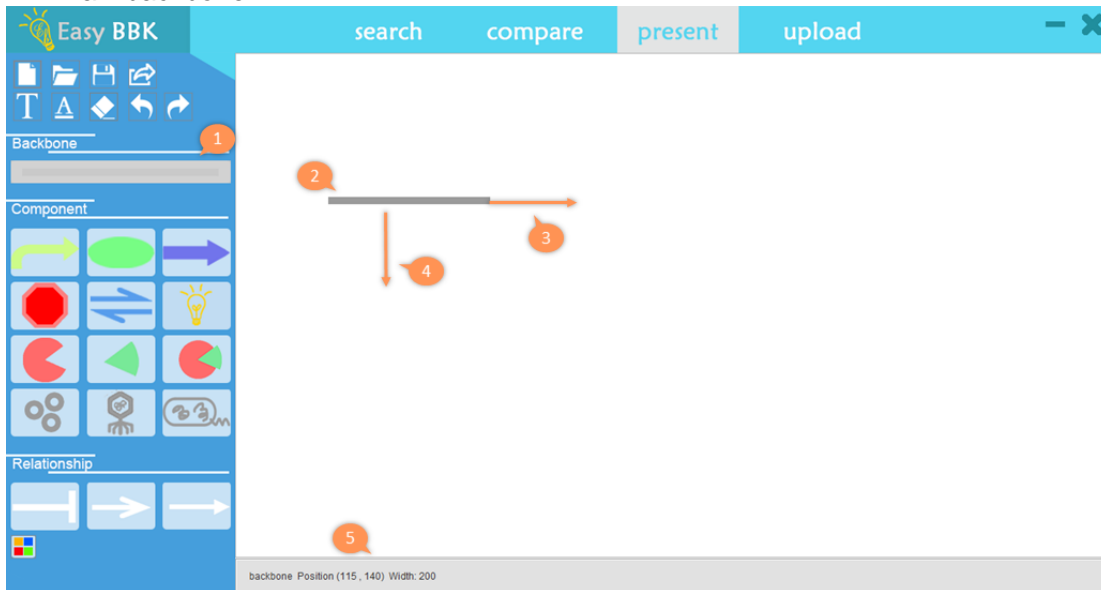 Easy BBK
search compare present upload
T A
Backbone
1
2
Component
3
4
Relationship
5
backbone Position (115 , 140) Width: 200